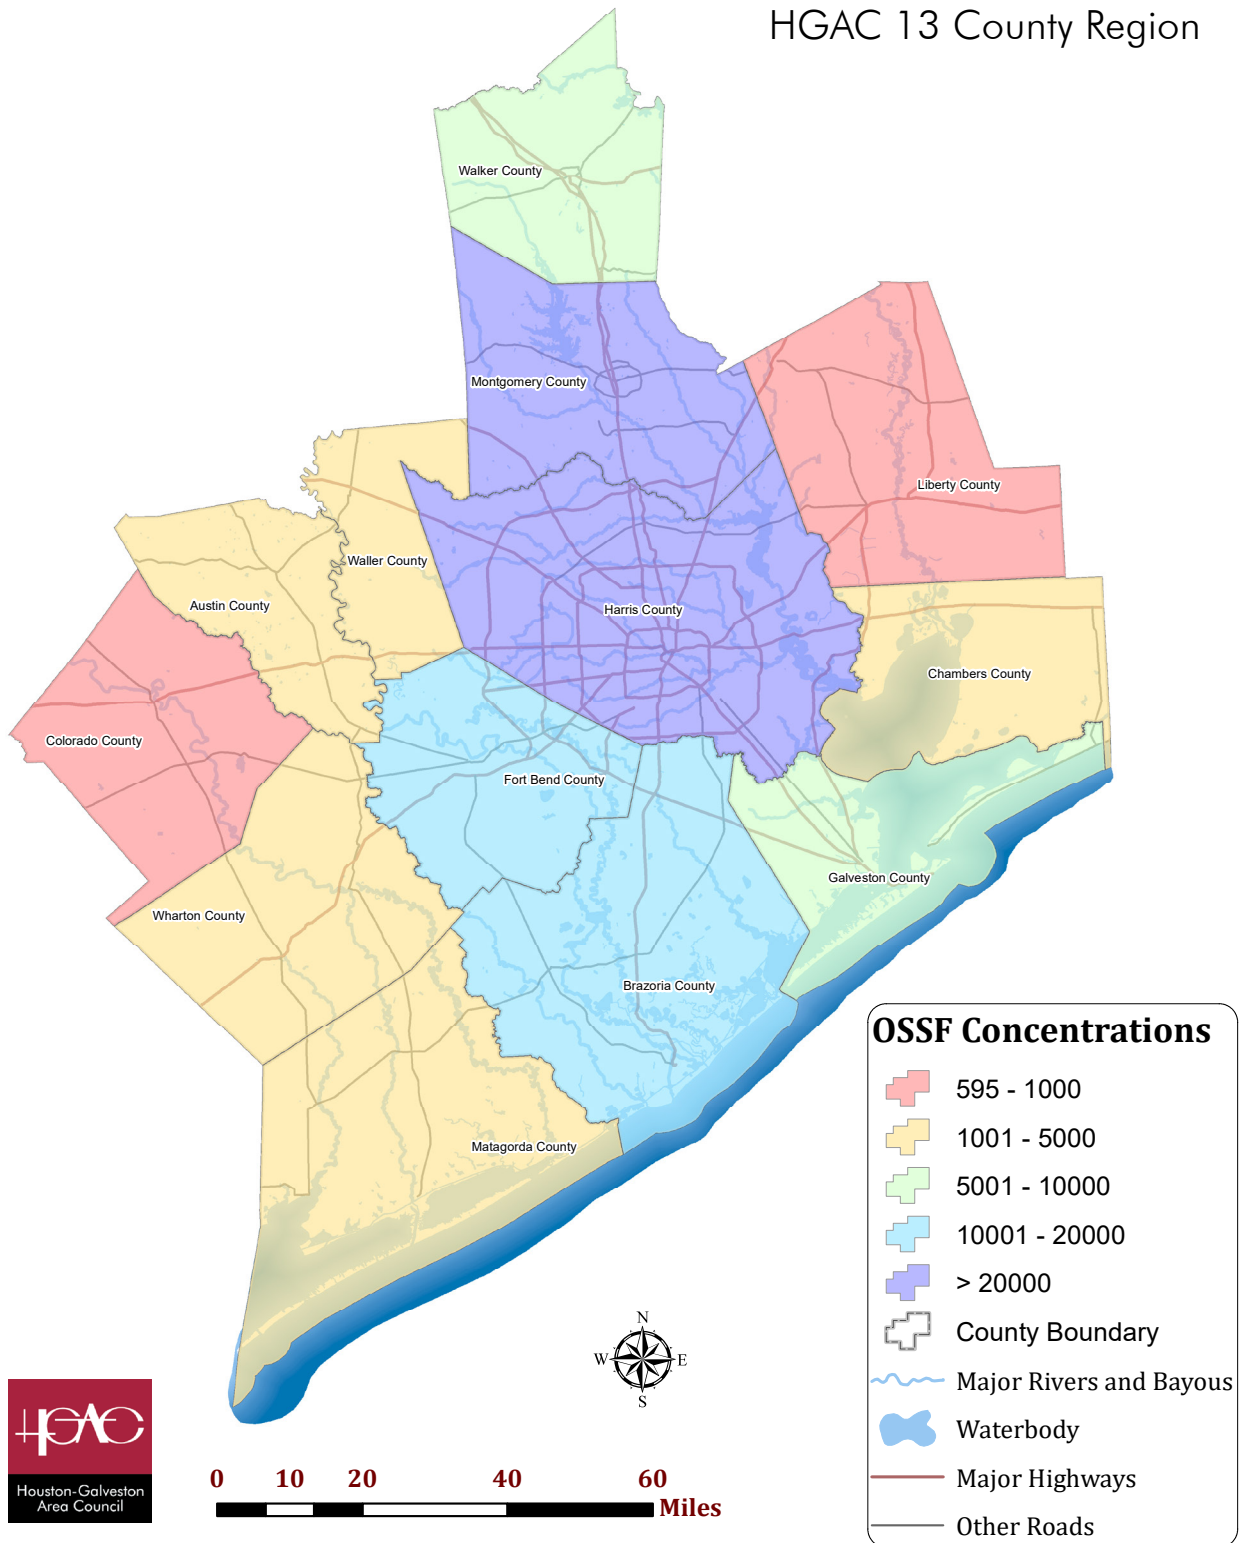 HGAC 13 County Region
Walker County
Montgomery County
Liberty County
Waller County
Austin County
Harris County
Chambers County
Colorado County
Fort Bend County
Galveston County
Wharton County
Brazoria County
Matagorda County
OSSF Concentrations
595 - 1000
1001 - 5000
5001 - 10000
10001 - 20000
> 20000
County Boundary
Major Rivers and Bayous
Waterbody
Major Highways
Other Roads
N
W E
S
HGAC
Houston-Galveston
Area Council
0 10 20 40 60
Miles